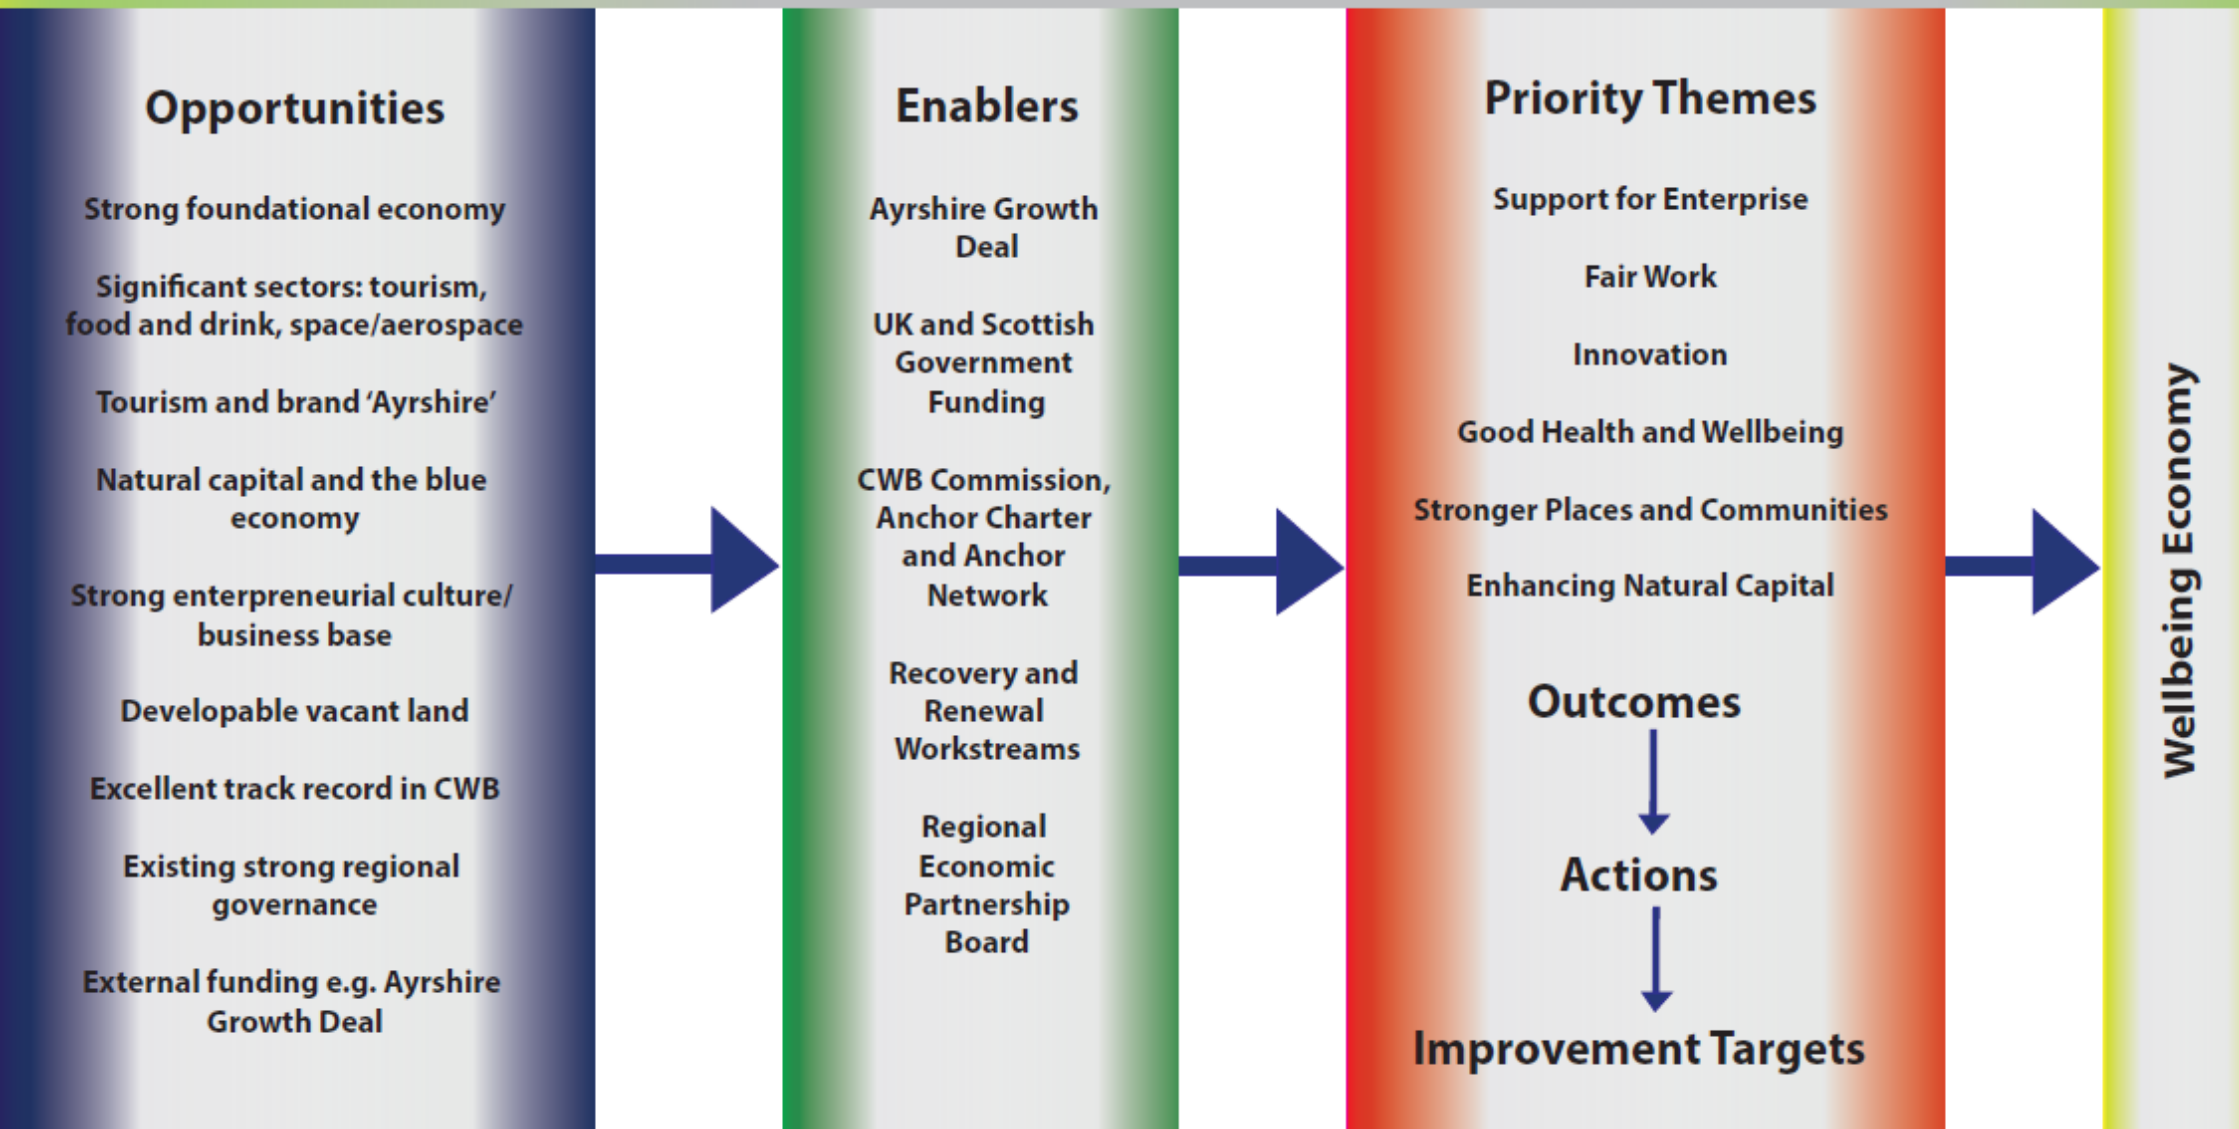 Opportunities
Strong foundational economy
Significant sectors: tourism,
food and drink, space/aerospace
Tourism and brand ‘Ayrshire’
Natural capital and the blue
economy
Strong enterpreneurial culture/
business base
Developable vacant land
Excellent track record in CWB
Existing strong regional
governance
External funding e.g. Ayrshire
Growth Deal
Enablers
Ayrshire Growth
Deal
UK and Scottish
Government
Funding
CWB Commission,
Anchor Charter
and Anchor
Network
Recovery and
Renewal
Workstreams
Regional
Economic
Partnership
Board
Priority Themes
Support for Enterprise
Fair Work
Innovation
Good Health and Wellbeing
Stronger Places and Communities
Enhancing Natural Capital
Outcomes
Actions
Improvement Targets
Wellbeing Economy